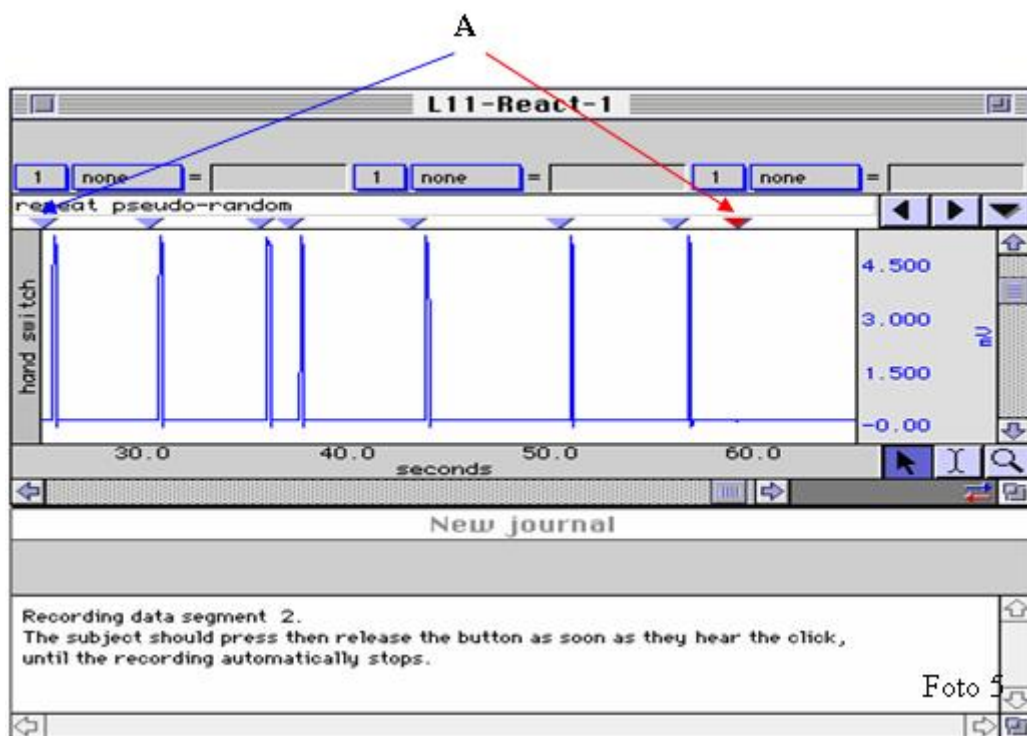 A
L11-React-1
1 none = 1 none = 1 none =
repeat pseudo-random
hand switch
4.500
3.000
1.500
-0.00
mV
30.0 40.0 50.0 60.0
seconds
New journal
Recording data segment 2.
The subject should press then release the button as soon as they hear the click,
until the recording automatically stops.
Foto 5